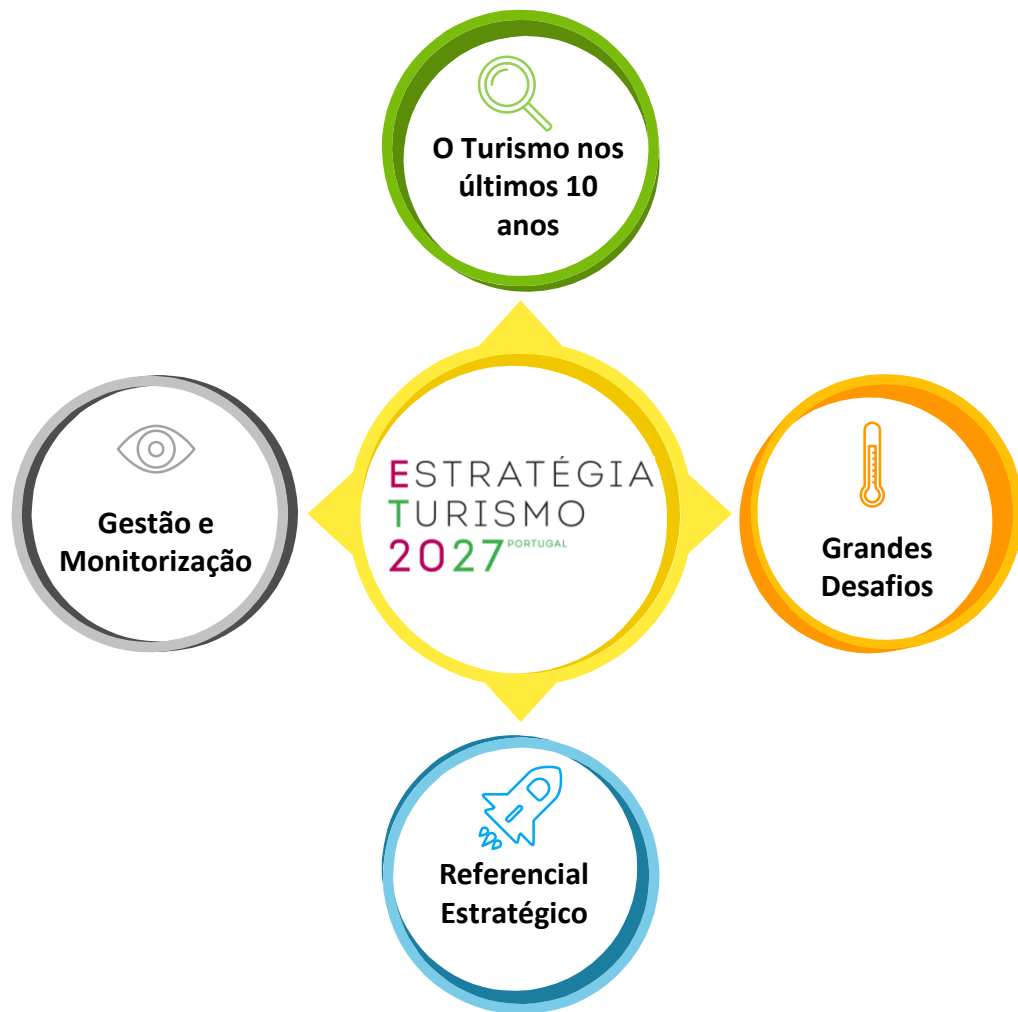 O Turismo nos
últimos 10
anos
Gestão e
Monitorização
ESTRATÉGIA
TURISMO
2027 PORTUGAL
Grandes
Desafios
Referencial
Estratégico